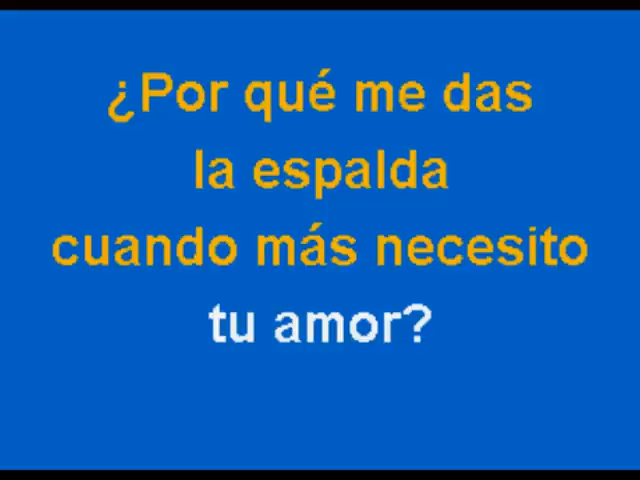 ¿Por qué me das
la espalda
cuando más necesito
tu amor?